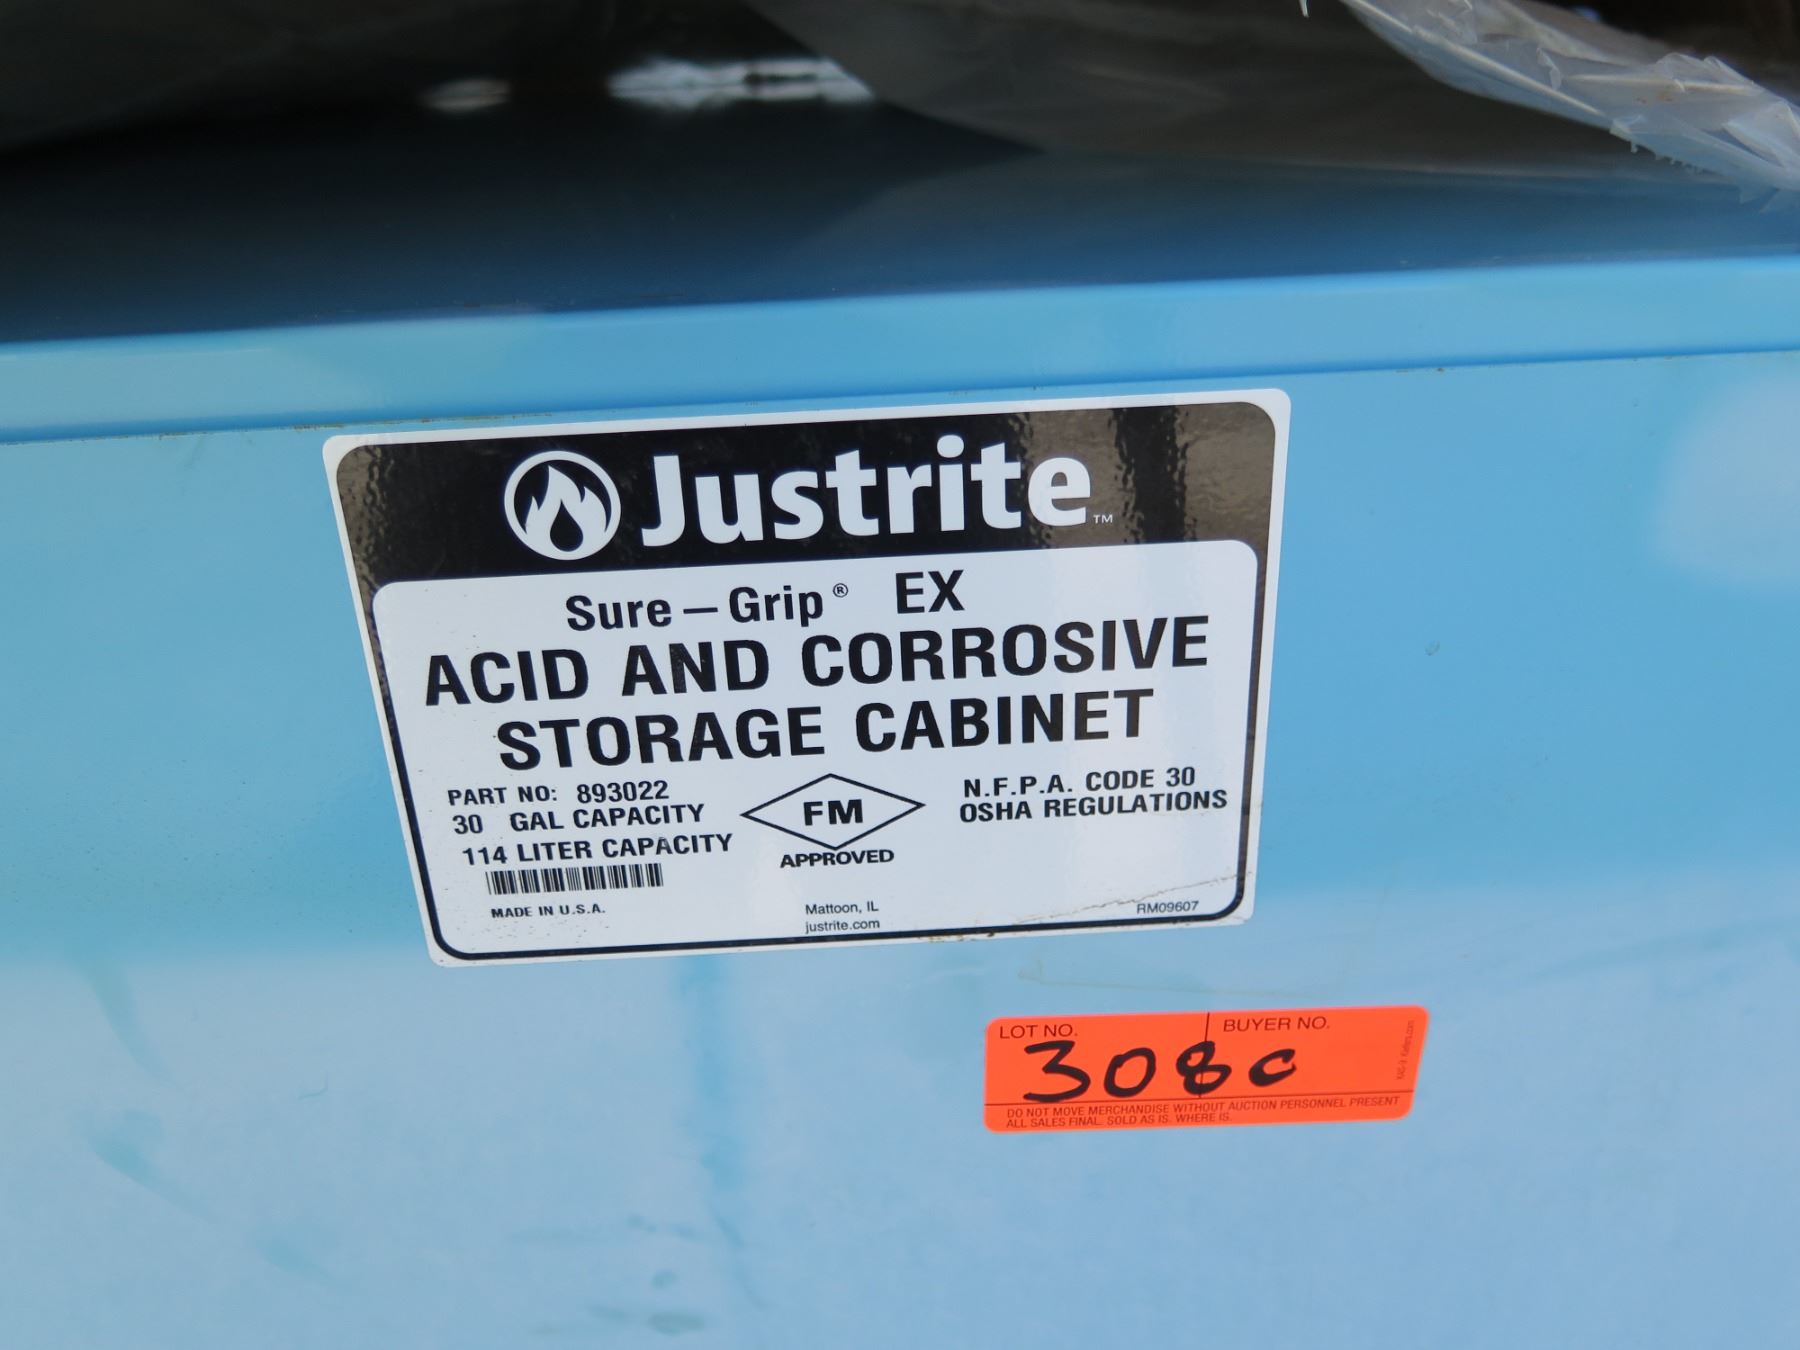 Justrite™
Sure-Grip® EX
ACID AND CORROSIVE
STORAGE CABINET
PART NO: 893022
30 GAL CAPACITY
114 LITER CAPACITY
MADE IN U.S.A.
FM
APPROVED
Mattoon, IL
justrite.com
N.F.P.A. CODE 30
OSHA REGULATIONS
RM09607
LOT NO. BUYER NO.
308c
DO NOT MOVE MERCHANDISE WITHOUT AUCTION PERSONNEL PRESENT
ALL SALES FINAL. SOLD AS IS. WHERE IS.